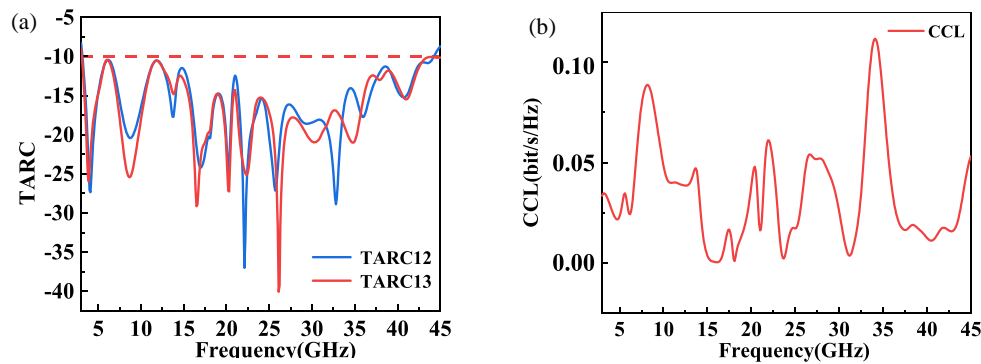 (a)
-5
-10
-15
-20
-25
-30
-35
-40
TARC
TARC12
TARC13
5 10 15 20 25 30 35 40 45
Frequency(GHz)
(b)
CCL
0.10
0.05
0.00
CCL(bit/s/Hz)
5 10 15 20 25 30 35 40 45
Frequency(GHz)